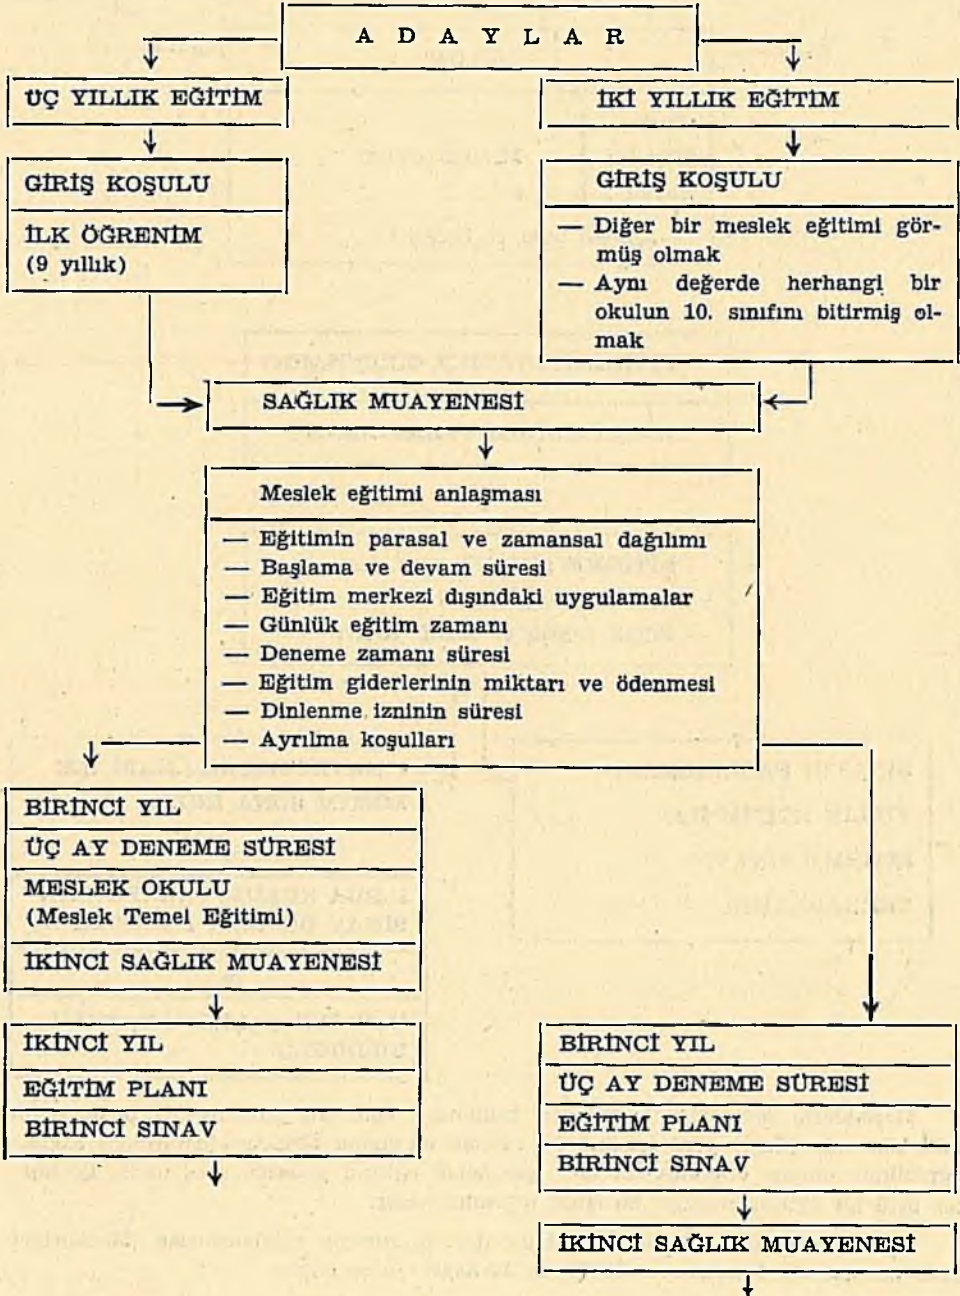 ADAYLAR
ÜÇ YILLIK EĞİTİM
İKİ YILLIK EĞİTİM
GİRİŞ KOŞULU
İLK ÖĞRENİM
(9 yıllık)
GİRİŞ KOŞULU
— Diğer bir meslek eğitimi gör-
müş olmak
— Aynı değerde herhangi bir
okulun 10. sınıfını bitirmiş ol-
mak
SAĞLIK MUAYENESİ
Meslek eğitimi anlaşması
— Eğitimin parasal ve zamansal dağılımı
— Başlama ve devam süresi
— Eğitim merkezi dışındaki uygulamalar
— Günlük eğitim zamanı
— Deneme zamanı süresi
— Eğitim giderlerinin miktarı ve ödenmesi
— Dinlenme izninin süresi
— Ayrılma koşulları
BİRİNCİ YIL
ÜÇ AY DENEME SÜRESİ
MESLEK OKULU
(Meslek Temel Eğitimi)
İKİNCİ SAĞLIK MUAYENESİ
İKİNCİ YIL
EĞİTİM PLANI
BİRİNCİ SINAV
BİRİNCİ YIL
ÜÇ AY DENEME SÜRESİ
EĞİTİM PLANI
BİRİNCİ SINAV
İKİNCİ SAĞLIK MUAYENESİ